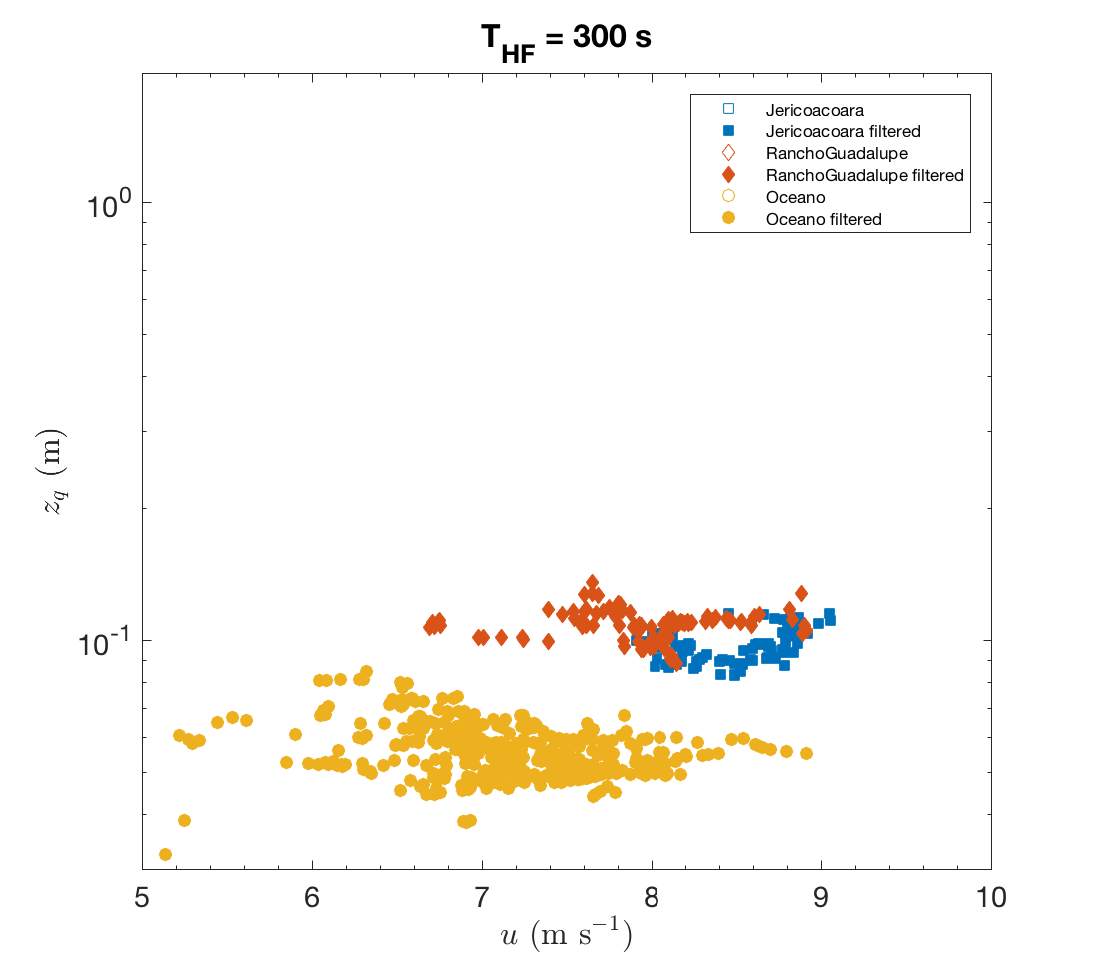 T_HF = 300 s
Jericoacoara
Jericoacoara filtered
RanchoGuadalupe
RanchoGuadalupe filtered
Oceano
Oceano filtered
10^0
10^-1
z_q (m)
5 6 7 8 9 10
u (m s^-1)